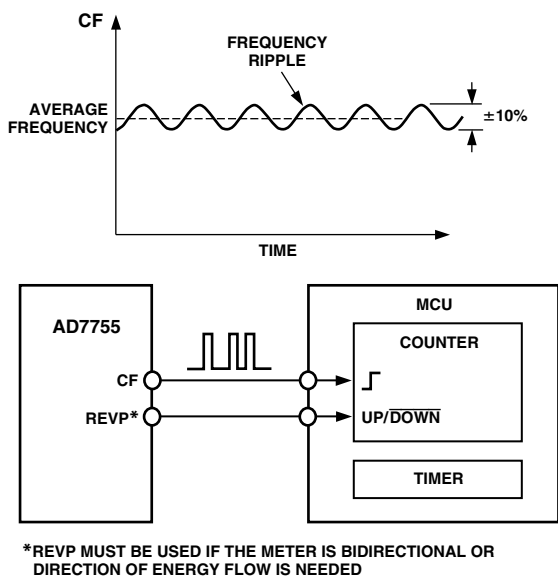 CF
FREQUENCY
RIPPLE
AVERAGE
FREQUENCY
±10%
TIME
AD7755
MCU
COUNTER
CF
REVP*
UP/DOWN
TIMER
*REVP MUST BE USED IF THE METER IS BIDIRECTIONAL OR
DIRECTION OF ENERGY FLOW IS NEEDED